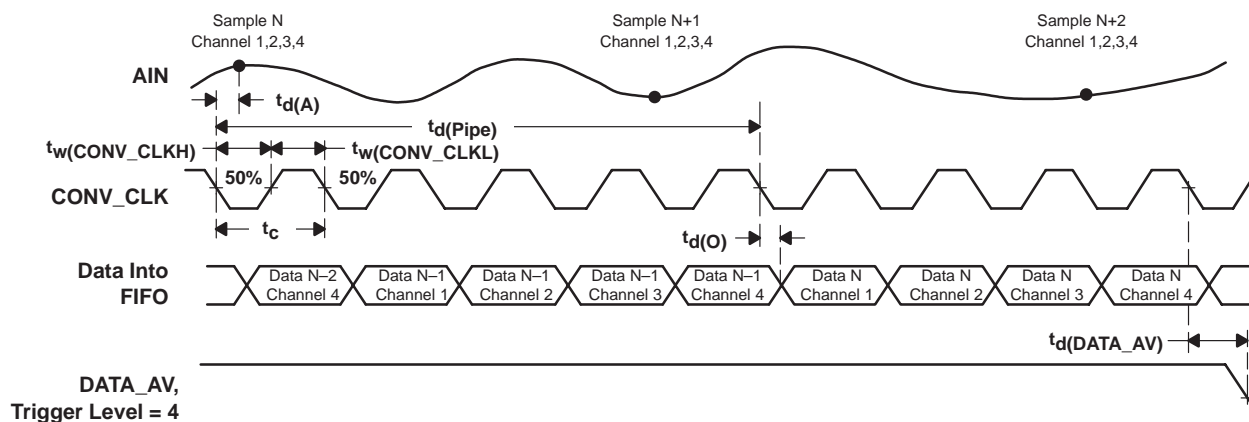 Sample N
Channel 1,2,3,4
Sample N+1
Channel 1,2,3,4
Sample N+2
Channel 1,2,3,4
AIN
td(A)
td(Pipe)
tw(CONV_CLKH)
tw(CONV_CLKL)
50%
50%
CONV_CLK
tc
td(O)
Data Into
FIFO
Data N–2
Channel 4
Data N–1
Channel 1
Data N–1
Channel 2
Data N–1
Channel 3
Data N–1
Channel 4
Data N
Channel 1
Data N
Channel 2
Data N
Channel 3
Data N
Channel 4
td(DATA_AV)
DATA_AV,
Trigger Level = 4